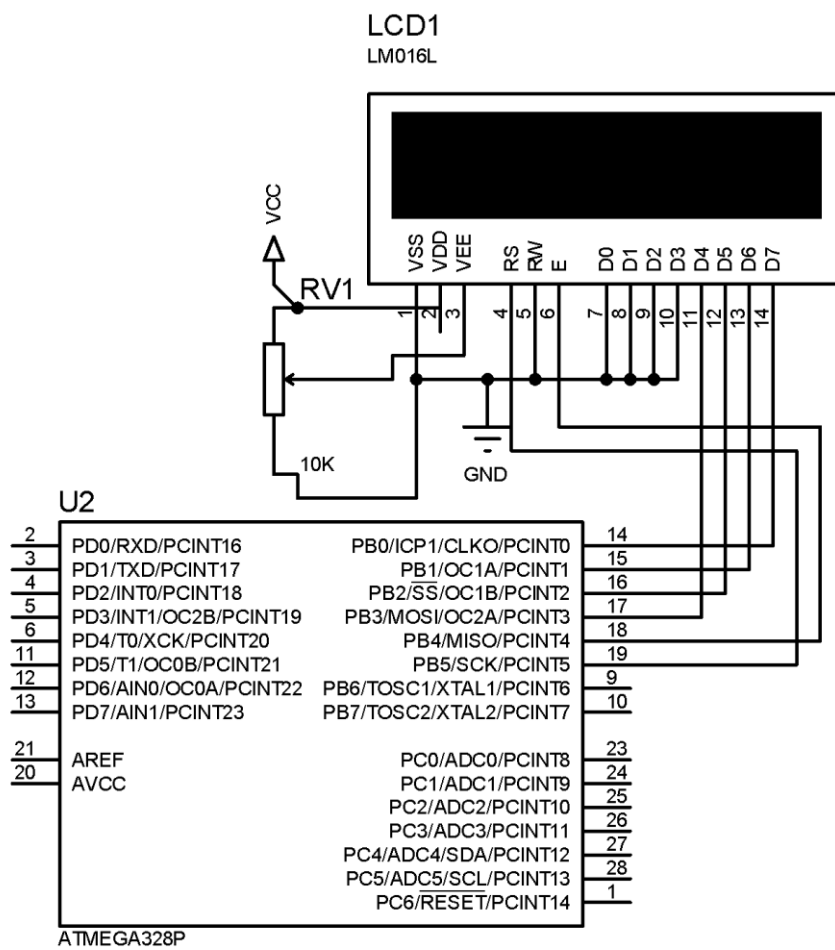 LCD1
LM016L
VCC
RV1
VSS
VDD
VEE
RS
RW
E
D0
D1
D2
D3
D4
D5
D6
D7
1
2
3
4
5
6
7
8
9
10
11
12
13
14
10K
GND
U2
2 PD0/RXD/PCINT16 PB0/ICP1/CLKO/PCINT0 14
3 PD1/TXD/PCINT17 PB1/OC1A/PCINT1 15
4 PD2/INT0/PCINT18 PB2/SS/OC1B/PCINT2 16
5 PD3/INT1/OC2B/PCINT19 PB3/MOSI/OC2A/PCINT3 17
6 PD4/T0/XCK/PCINT20 PB4/MISO/PCINT4 18
11 PD5/T1/OC0B/PCINT21 PB5/SCK/PCINT5 19
12 PD6/AIN0/OC0A/PCINT22 PB6/TOSC1/XTAL1/PCINT6 9
13 PD7/AIN1/PCINT23 PB7/TOSC2/XTAL2/PCINT7 10
21 AREF PC0/ADC0/PCINT8 23
20 AVCC PC1/ADC1/PCINT9 24
PC2/ADC2/PCINT10 25
PC3/ADC3/PCINT11 26
PC4/ADC4/SDA/PCINT12 27
PC5/ADC5/SCL/PCINT13 28
PC6/RESET/PCINT14 1
ATMEGA328P